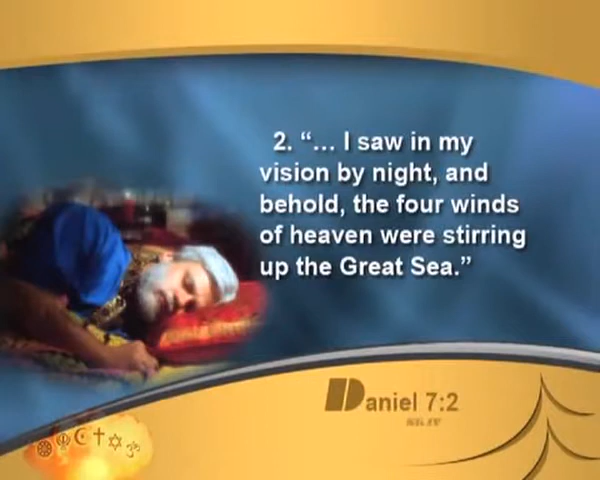 2. “... I saw in my
vision by night, and
behold, the four winds
of heaven were stirring
up the Great Sea.”
Daniel 7:2
NKJV